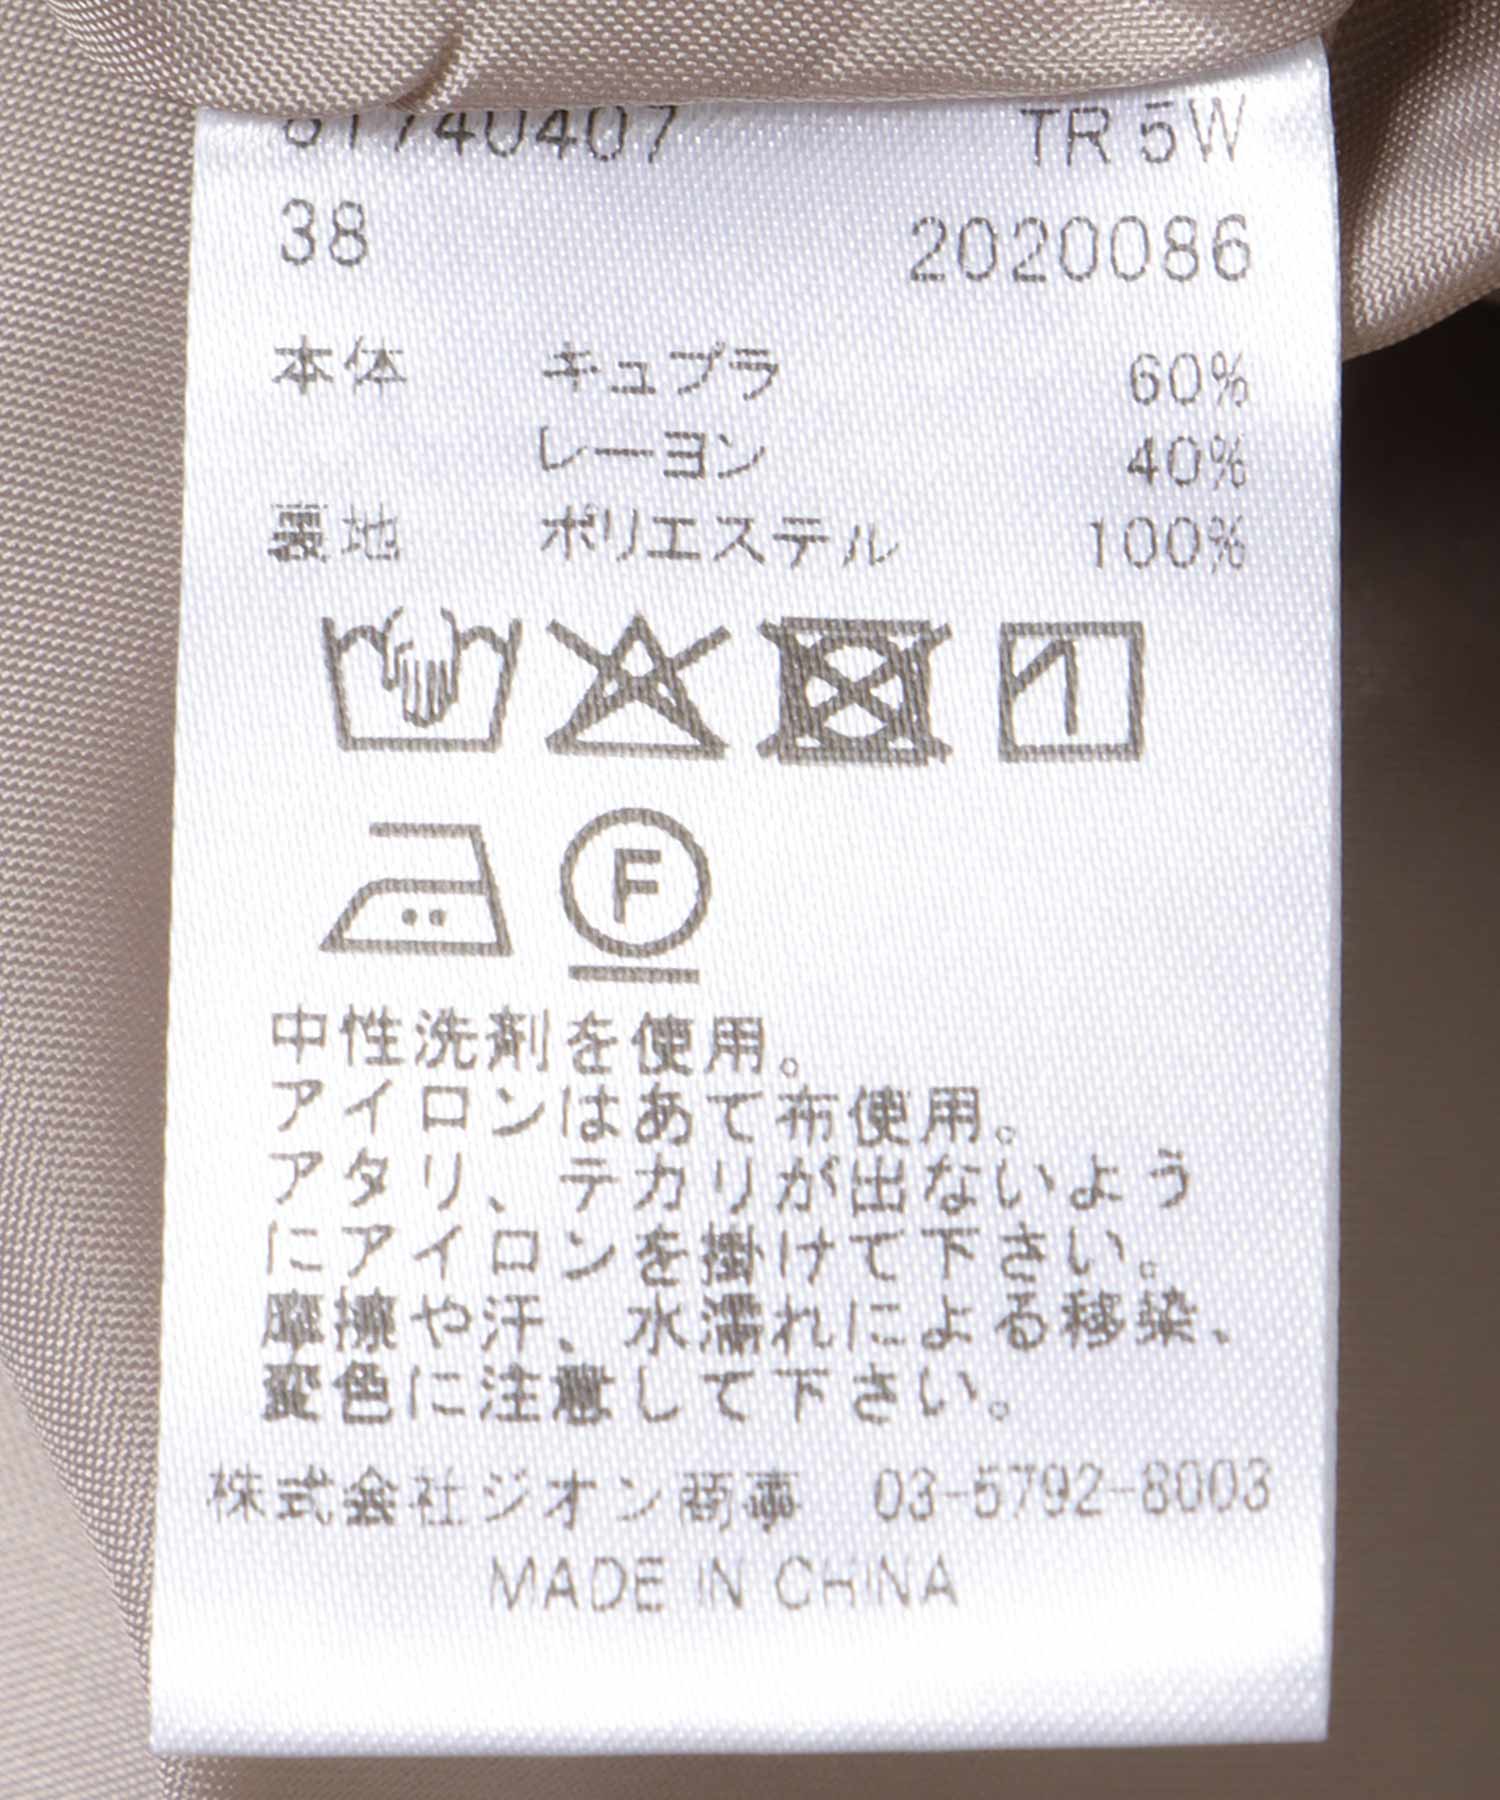 61740407 TR 5W
38 2020086
本体 キュプラ 60%
レーヨン 40%
裏地 ポリエステル 100%
F
中性洗剤を使用。
アイロンはあて布使用。
アタリ、テカリが出ないよう
にアイロンを掛けて下さい。
摩擦や汗、水濡れによる移染、
変色に注意して下さい。
株式会社ジオン商事 03-5792-8003
MADE IN CHINA